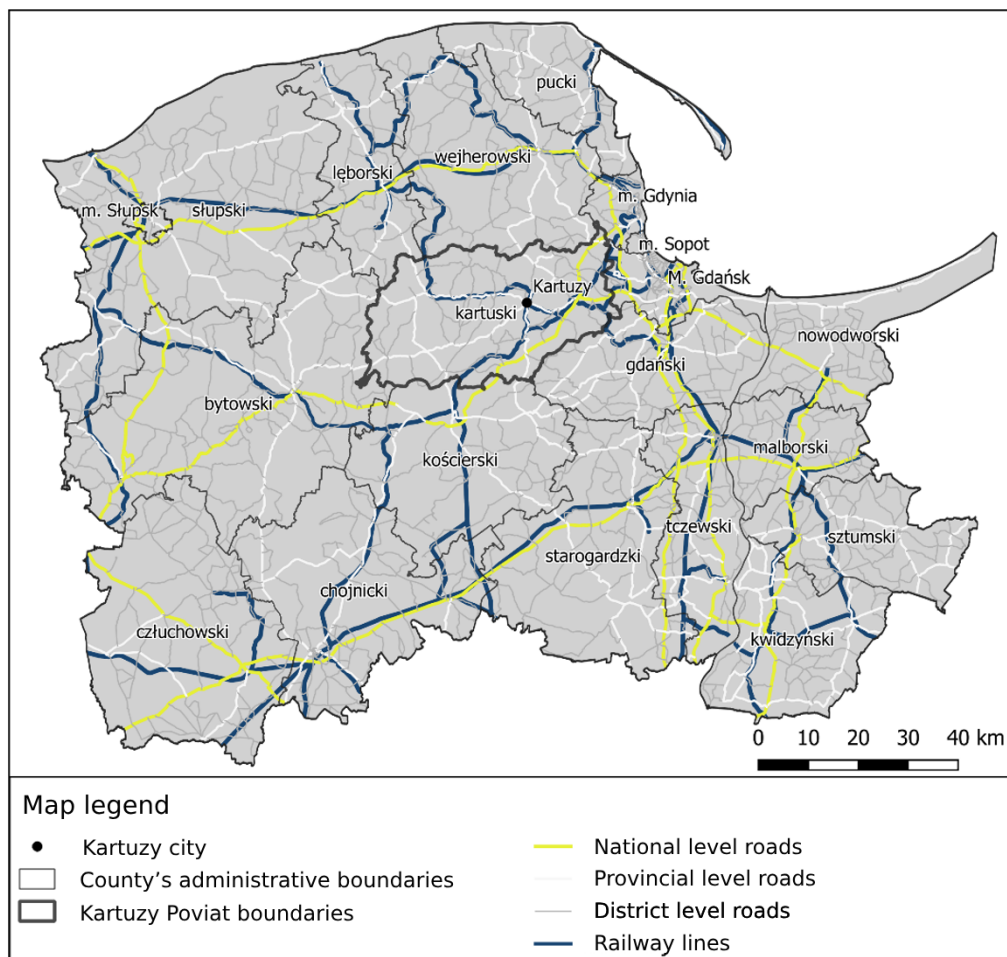 pucki
wejherowski
lęborski
m. Gdynia
m. Słupsk
słupski
m. Sopot
M. Gdańsk
Kartuzy
kartuski
nowodworski
gdański
bytowski
malborski
kościerski
tczewski
sztumski
starogardzki
chojnicki
człuchowski
kwidzyński
0 10 20 30 40 km
Map legend
Kartuzy city
County's administrative boundaries
Kartuzy Poviat boundaries
National level roads
Provincial level roads
District level roads
Railway lines